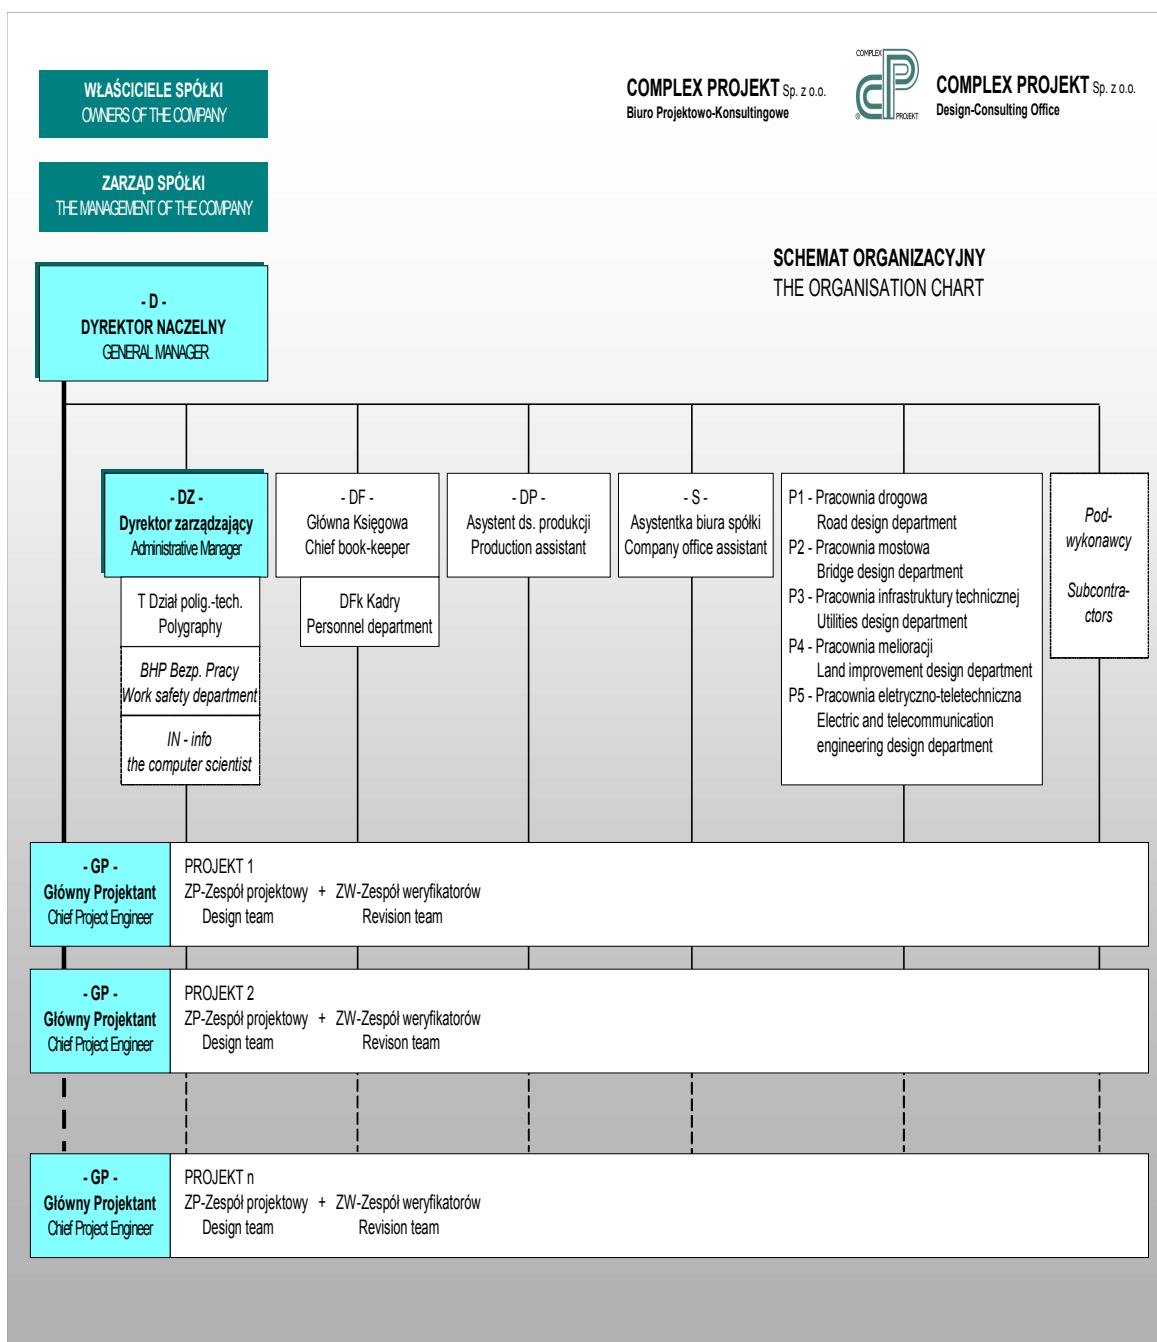 WŁAŚCICIELE SPÓŁKI
OWNERS OF THE COMPANY
COMPLEX PROJEKT Sp. z o.o.
Biuro Projektowo-Konsultingowe
COMPLEX
PROJEKT
®
COMPLEX PROJEKT Sp. z o.o.
Design-Consulting Office
ZARZĄD SPÓŁKI
THE MANAGEMENT OF THE COMPANY
SCHEMAT ORGANIZACYJNY
THE ORGANISATION CHART
- D -
DYREKTOR NACZELNY
GENERAL MANAGER
- DZ -
Dyrektor zarządzający
Administrative Manager
T Dział polig.-tech.
Polygraphy
BHP Bezp. Pracy
Work safety department
IN - info
the computer scientist
- DF -
Główna Księgowa
Chief book-keeper
DFk Kadry
Personnel department
- DP -
Asystent ds. produkcji
Production assistant
- S -
Asystentka biura spółki
Company office assistant
P1 - Pracownia drogowa
Road design department
P2 - Pracownia mostowa
Bridge design department
P3 - Pracownia infrastruktury technicznej
Utilities design department
P4 - Pracownia melioracji
Land improvement design department
P5 - Pracownia eletryczno-teletechniczna
Electric and telecommunication
engineering design department
Pod-
wykonawcy
Subcontra-
ctors
- GP -
Główny Projektant
Chief Project Engineer
PROJEKT 1
ZP-Zespół projektowy + ZW-Zespół weryfikatorów
Design team Revision team
- GP -
Główny Projektant
Chief Project Engineer
PROJEKT 2
ZP-Zespół projektowy + ZW-Zespół weryfikatorów
Design team Revison team
- GP -
Główny Projektant
Chief Project Engineer
PROJEKT n
ZP-Zespół projektowy + ZW-Zespół weryfikatorów
Design team Revision team